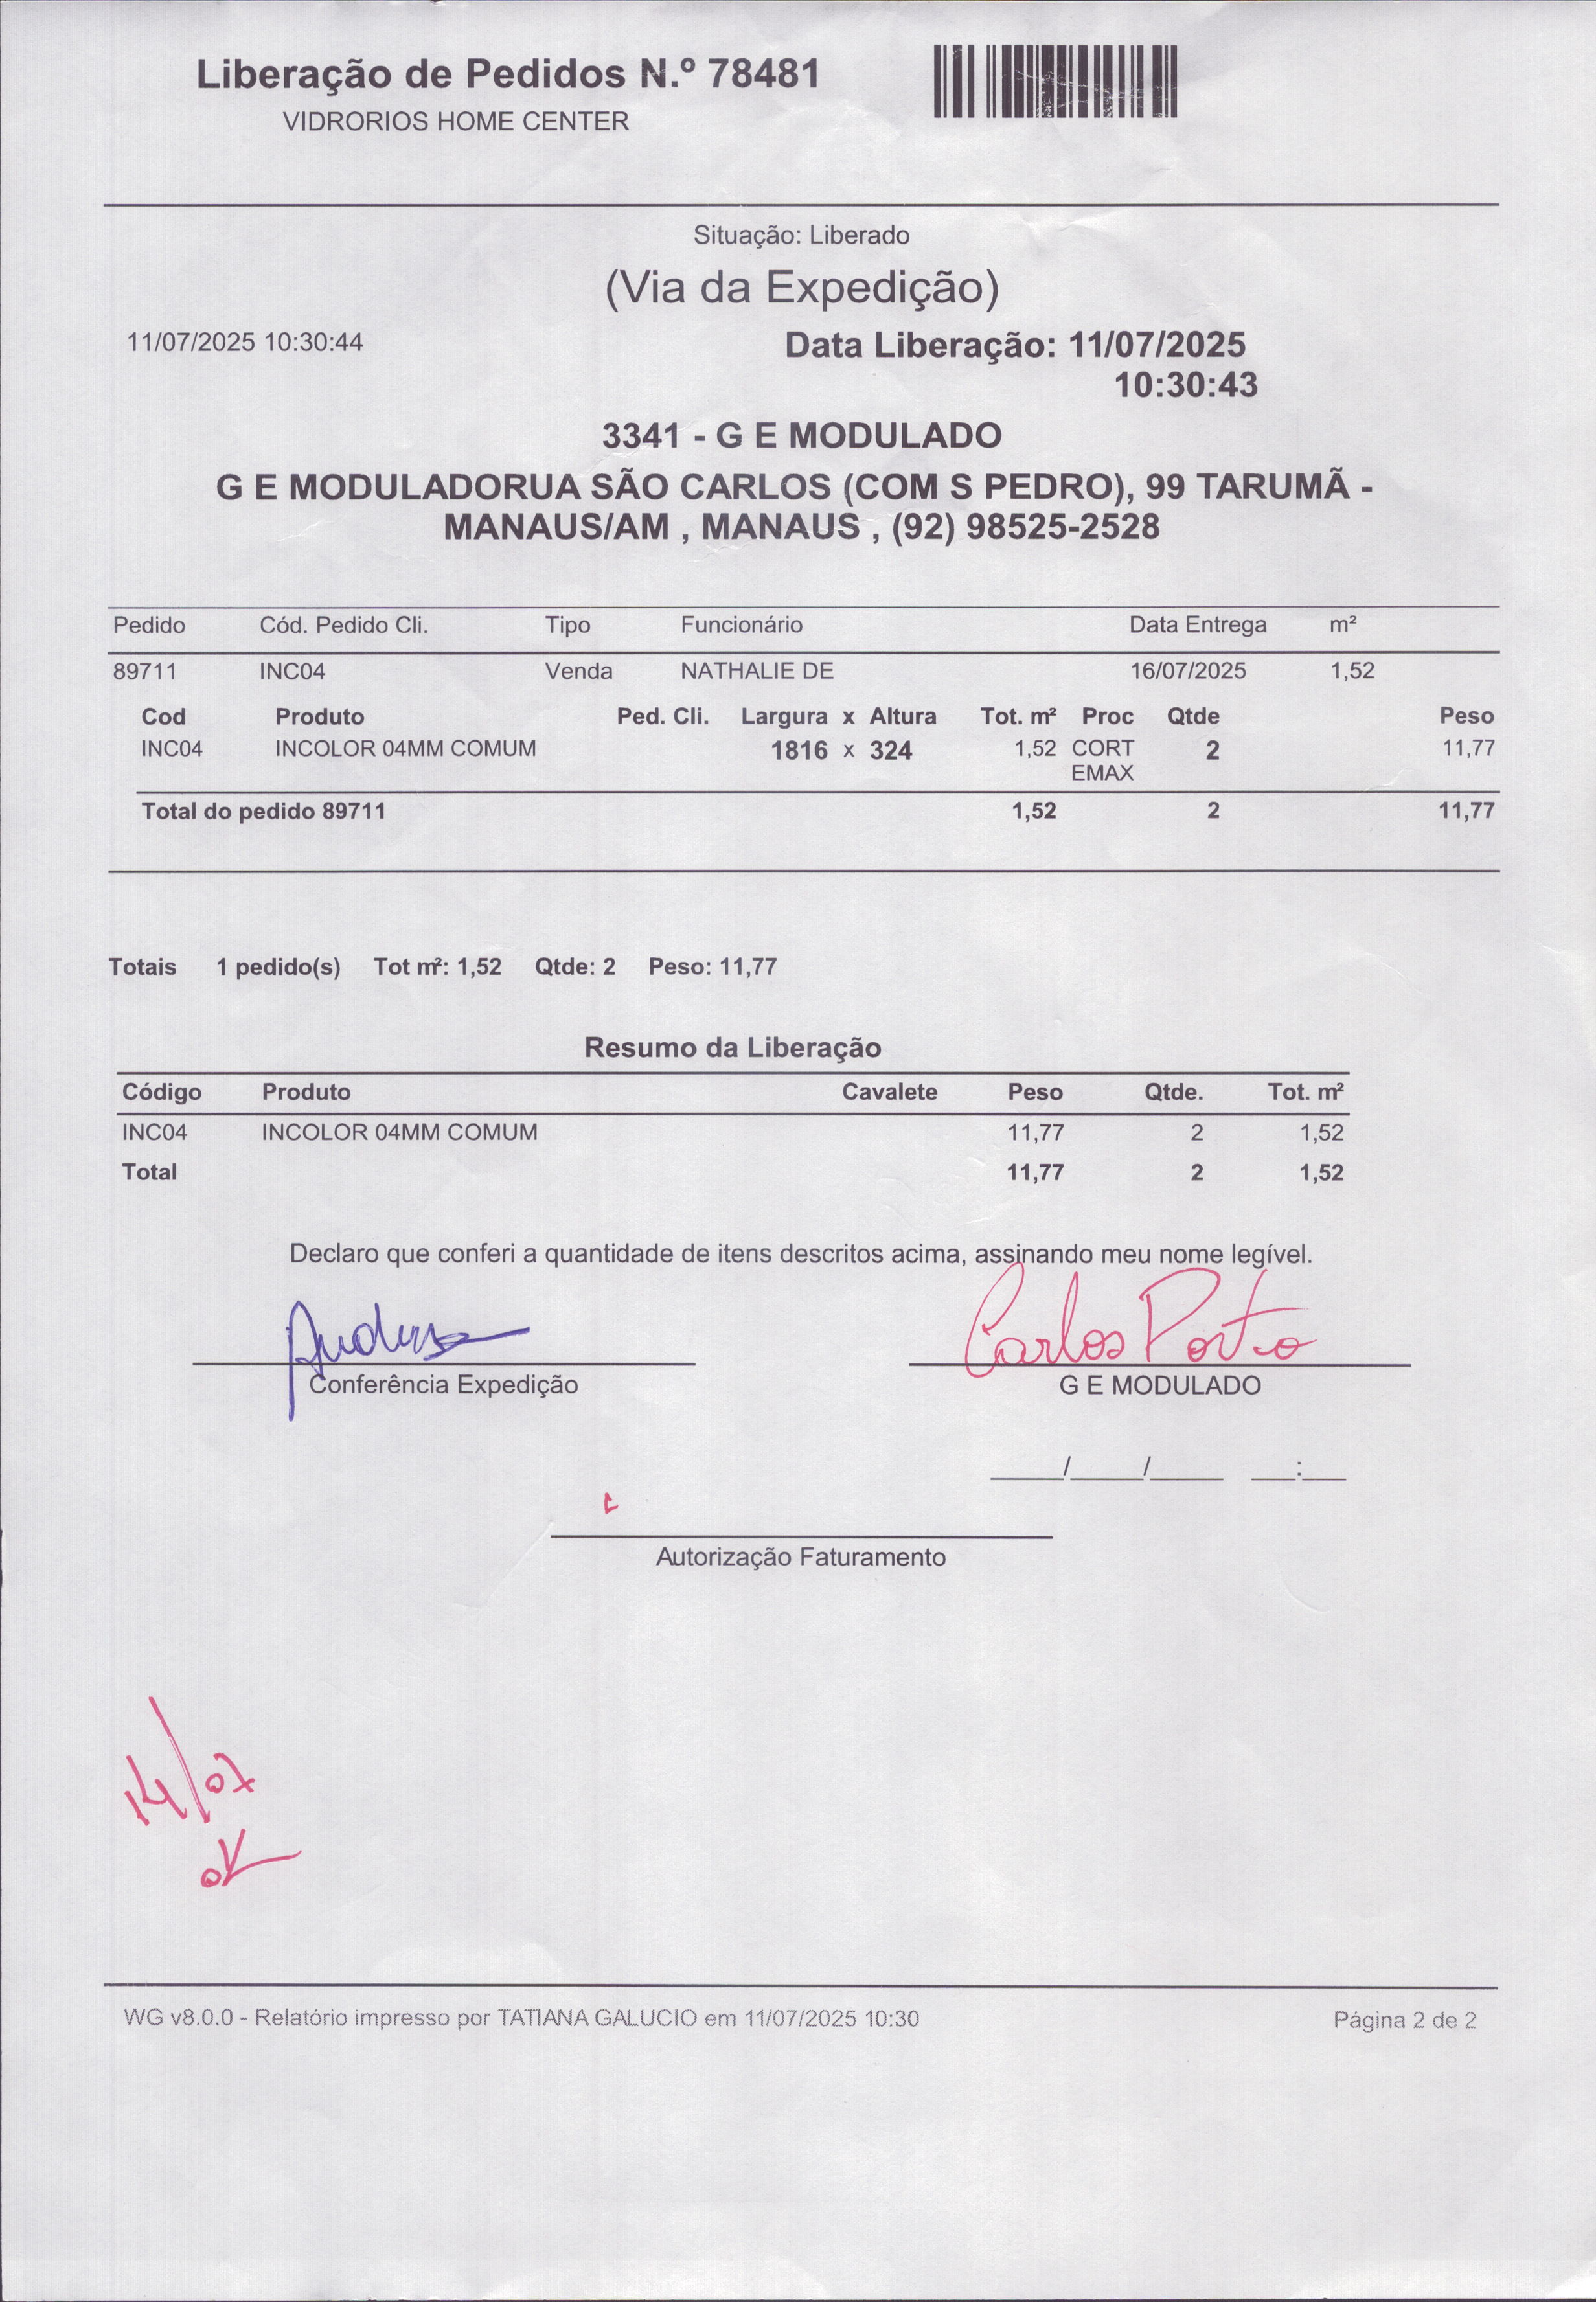 Liberação de Pedidos N.º 78481
VIDRORIOS HOME CENTER
Situação: Liberado
(Via da Expedição)
11/07/2025 10:30:44
Data Liberação: 11/07/2025
10:30:43
3341 - G E MODULADO
G E MODULADORUA SÃO CARLOS (COM S PEDRO), 99 TARUMÃ -
MANAUS/AM , MANAUS , (92) 98525-2528
Pedido Cód. Pedido Cli. Tipo Funcionário Data Entrega m²
89711 INC04 Venda NATHALIE DE 16/07/2025 1,52
Cod Produto Ped. Cli. Largura x Altura Tot. m² Proc Qtde Peso
INC04 INCOLOR 04MM COMUM 1816 x 324 1,52 CORT 2 11,77
EMAX
Total do pedido 89711 1,52 2 11,77
Totais 1 pedido(s) Tot m²: 1,52 Qtde: 2 Peso: 11,77
Resumo da Liberação
Código Produto Cavalete Peso Qtde. Tot. m²
INC04 INCOLOR 04MM COMUM 11,77 2 1,52
Total 11,77 2 1,52
Declaro que conferi a quantidade de itens descritos acima, assinando meu nome legível.
Carlos Porto
Conferência Expedição G E MODULADO
____/____/____ __:__
Autorização Faturamento
14/07
OK
WG v8.0.0 - Relatório impresso por TATIANA GALUCIO em 11/07/2025 10:30 Página 2 de 2